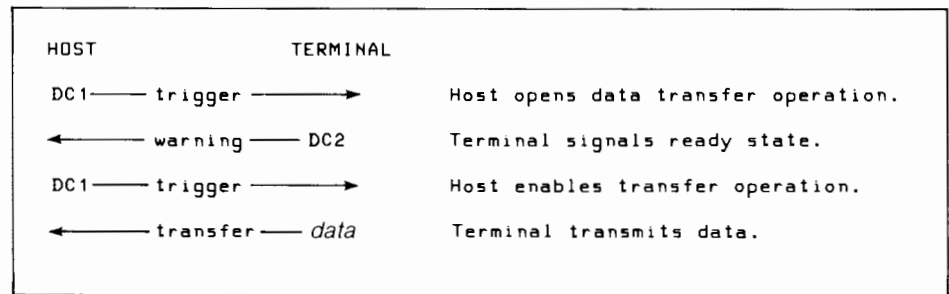 HOST TERMINAL
DC1 trigger Host opens data transfer operation.
warning DC2 Terminal signals ready state.
DC1 trigger Host enables transfer operation.
transfer data Terminal transmits data.